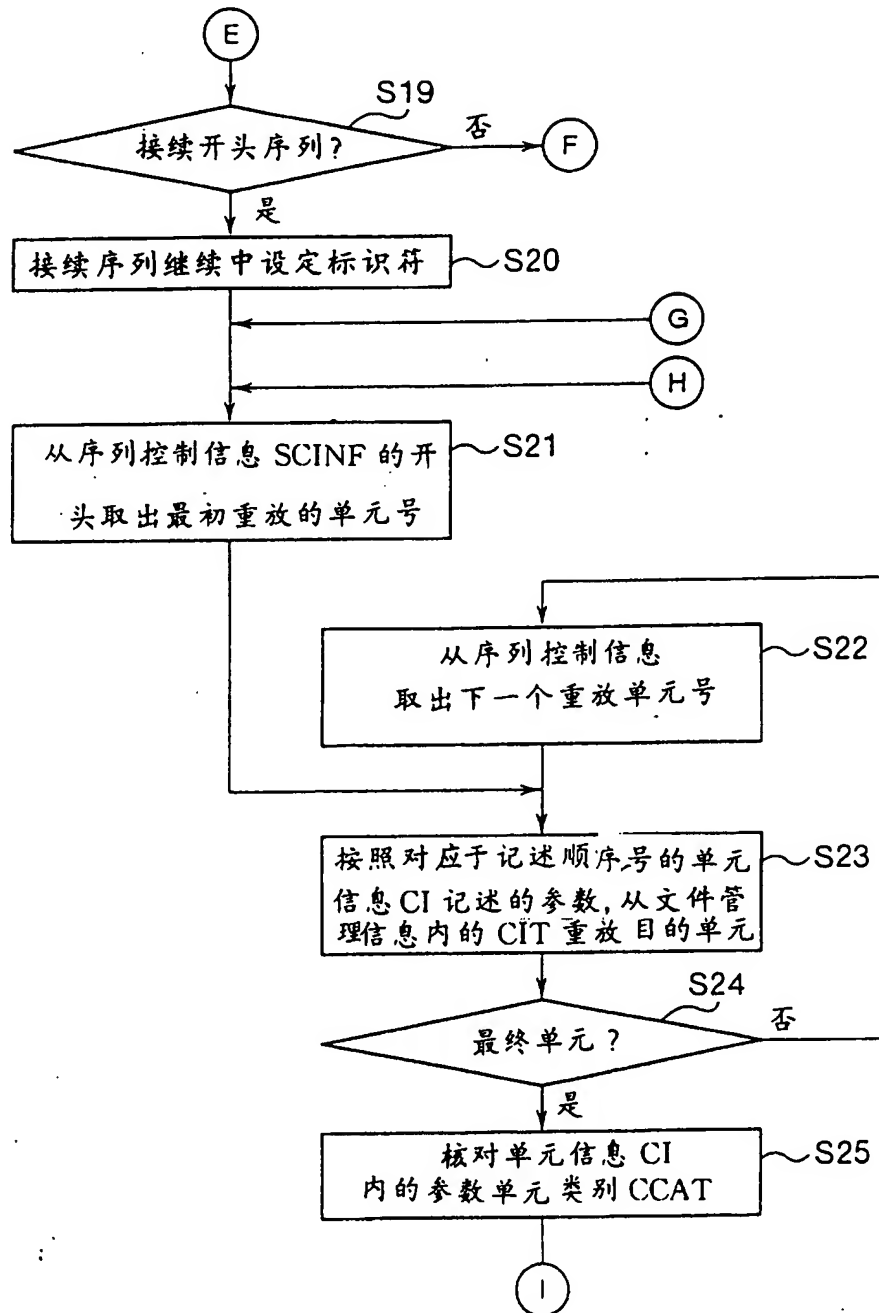 E
S19
接续开头序列?
否
F
是
接续序列继续中设定标识符
S20
G
H
从序列控制信息 SCINF 的开
头取出最初重放的单元号
S21
从序列控制信息
取出下一个重放单元号
S22
按照对应于记述顺序号的单元
信息 CI 记述的参数,从文件管
理信息内的 CIT 重放目的单元
S23
S24
最终单元?
否
是
核对单元信息 CI
内的参数单元类别 CCAT
S25
I